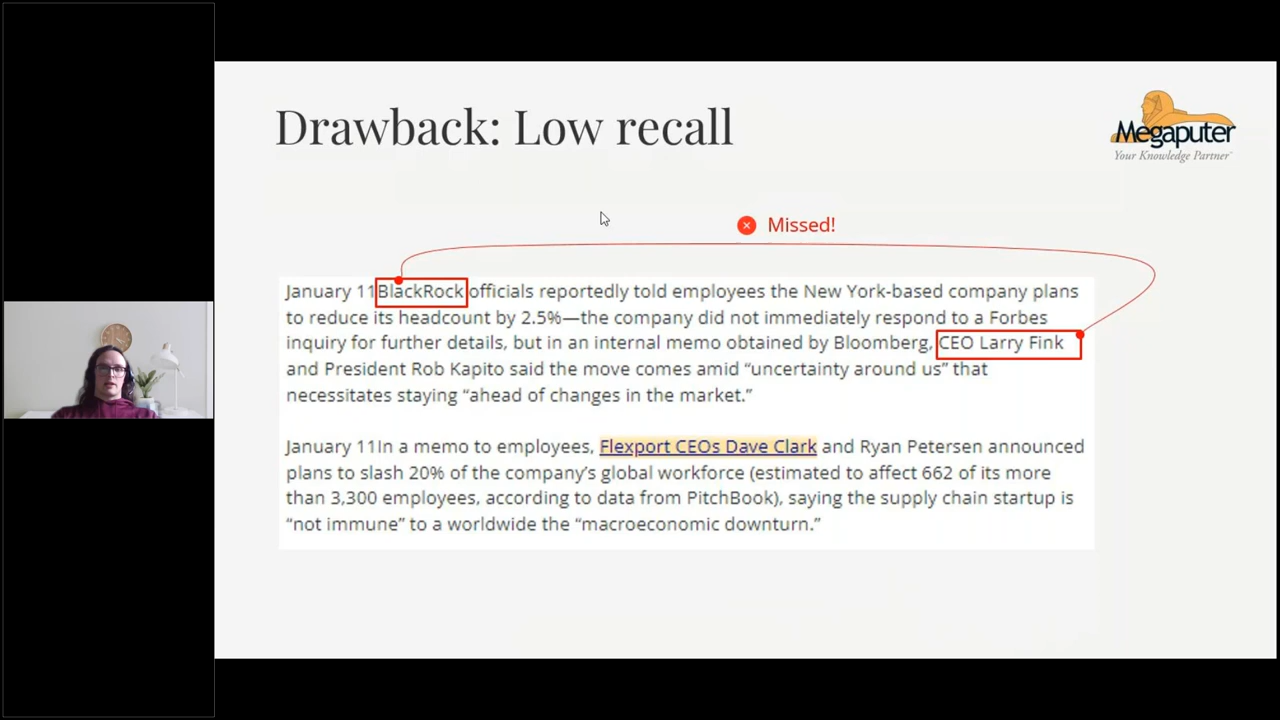 Drawback: Low recall
Megaputer
Your Knowledge Partner™
Missed!
January 11BlackRock officials reportedly told employees the New York-based company plans
to reduce its headcount by 2.5%—the company did not immediately respond to a Forbes
inquiry for further details, but in an internal memo obtained by Bloomberg, CEO Larry Fink
and President Rob Kapito said the move comes amid “uncertainty around us” that
necessitates staying “ahead of changes in the market.”
January 11In a memo to employees, Flexport CEOs Dave Clark and Ryan Petersen announced
plans to slash 20% of the company’s global workforce (estimated to affect 662 of its more
than 3,300 employees, according to data from PitchBook), saying the supply chain startup is
“not immune” to a worldwide the “macroeconomic downturn.”